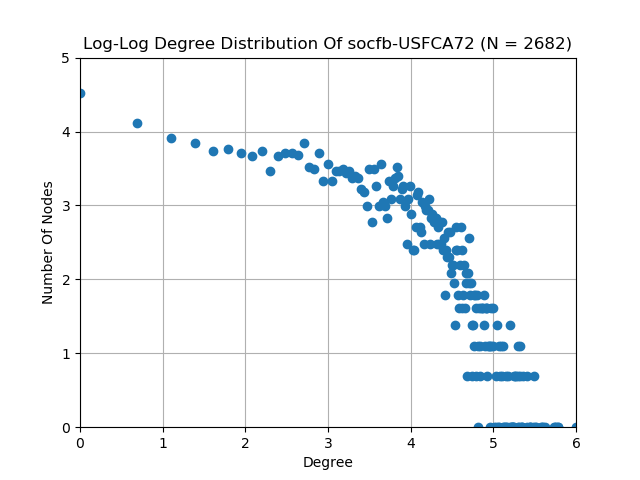 Log-Log Degree Distribution Of socfb-USFCA72 (N = 2682)
5
4
3
2
1
0
Number Of Nodes
0 1 2 3 4 5 6
Degree